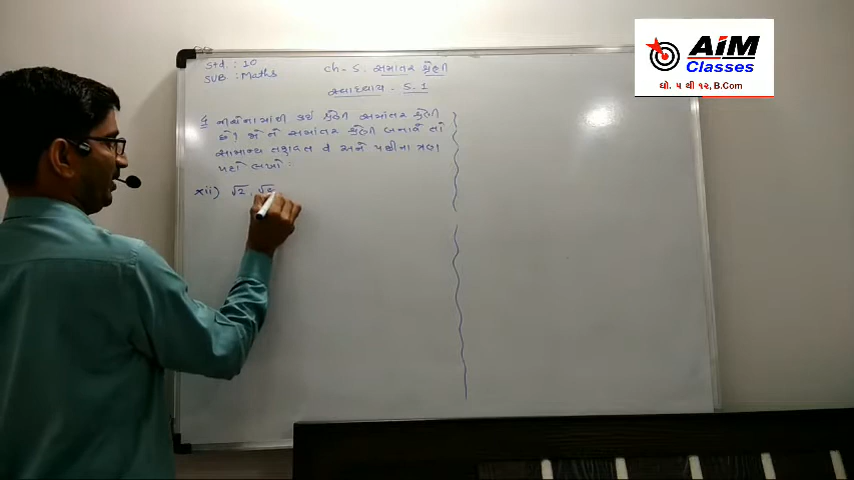 AiM
Classes
ધો. ૫ થી ૧૨, B.Com
Std : 10
SUB : Maths
Ch - 5 : સમાંતર શ્રેણી
સ્વાધ્યાય - 5.1
4 નીચેનામાંથી કઈ શ્રેણી સમાંતર શ્રેણી
છે? જો તે સમાંતર શ્રેણી બનાવે તો
સામાન્ય તફાવત d અને પછીના ત્રણ
પદો લખો :
xii) √2, √